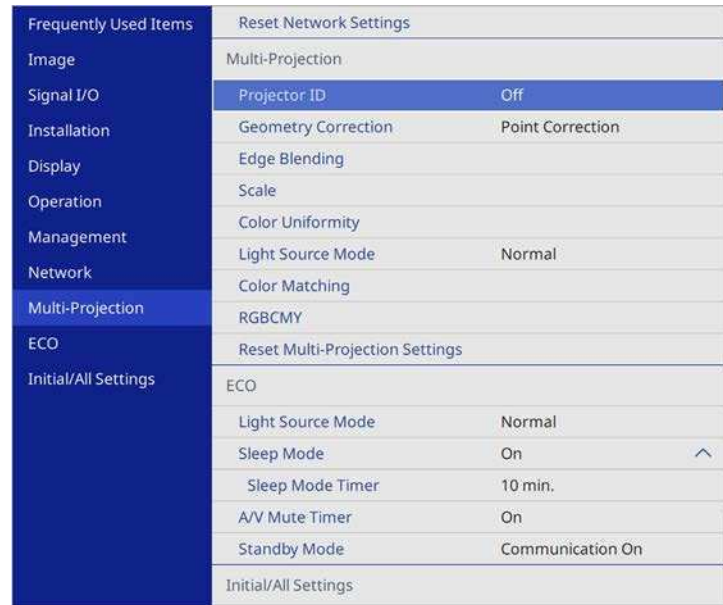 Frequently Used Items
Image
Signal I/O
Installation
Display
Operation
Management
Network
Multi-Projection
ECO
Initial/All Settings
Reset Network Settings
Multi-Projection
Projector ID Off
Geometry Correction Point Correction
Edge Blending
Scale
Color Uniformity
Light Source Mode Normal
Color Matching
RGBCMY
Reset Multi-Projection Settings
ECO
Light Source Mode Normal
Sleep Mode On
Sleep Mode Timer 10 min.
A/V Mute Timer On
Standby Mode Communication On
Initial/All Settings